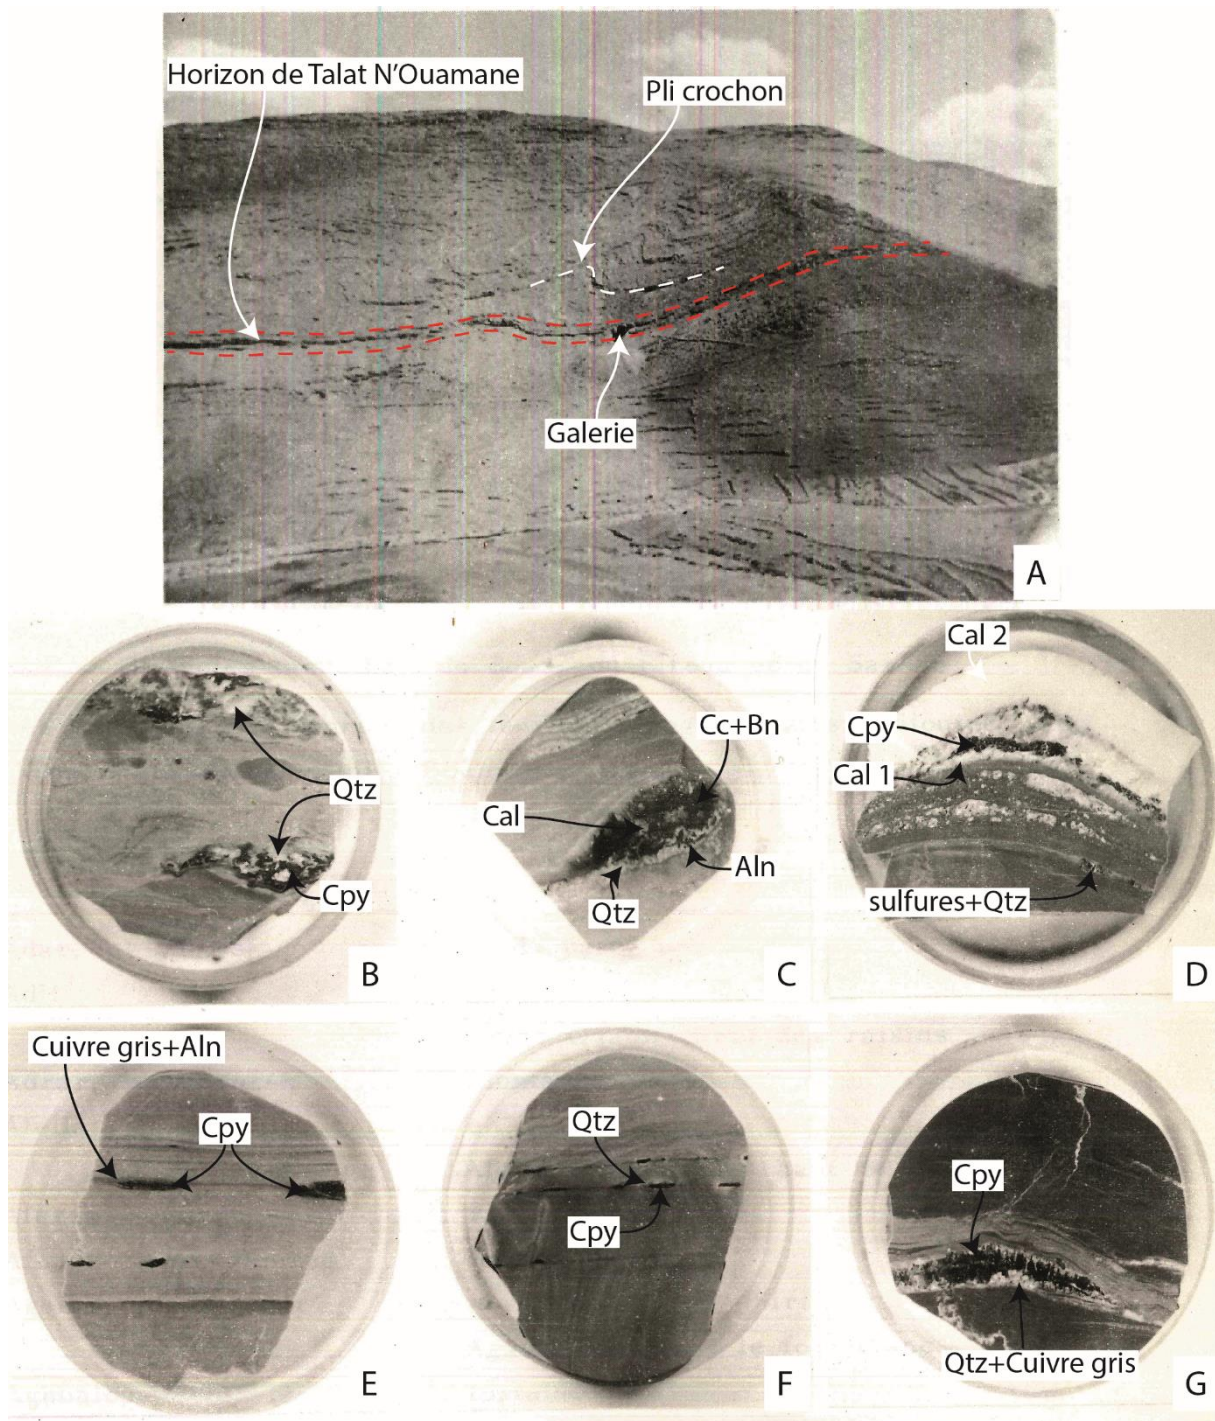 Horizon de Talat N'Ouamane
Pli crochon
Galerie
A
Cal 2
Cpy
Cal 1
sulfures+Qtz
D
Qtz
Cpy
B
Cc+Bn
Cal
Aln
Qtz
C
Cuivre gris+Aln
Cpy
E
Qtz
Cpy
F
Cpy
Qtz+Cuivre gris
G